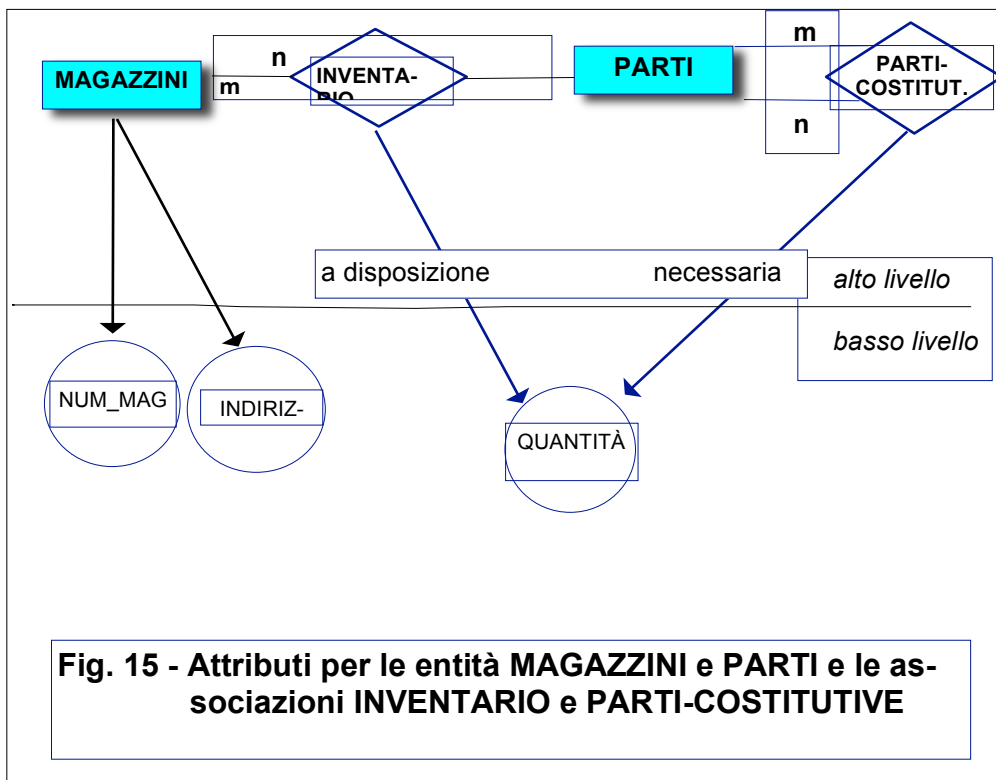 m
n
MAGAZZINI
m
INVENTA-
RIO
PARTI
PARTI-
COSTITUT.
n
a disposizione necessaria
alto livello
basso livello
NUM_MAG
INDIRIZ-
QUANTITÀ
Fig. 15 - Attributi per le entità MAGAZZINI e PARTI e le as-
sociazioni INVENTARIO e PARTI-COSTITUTIVE